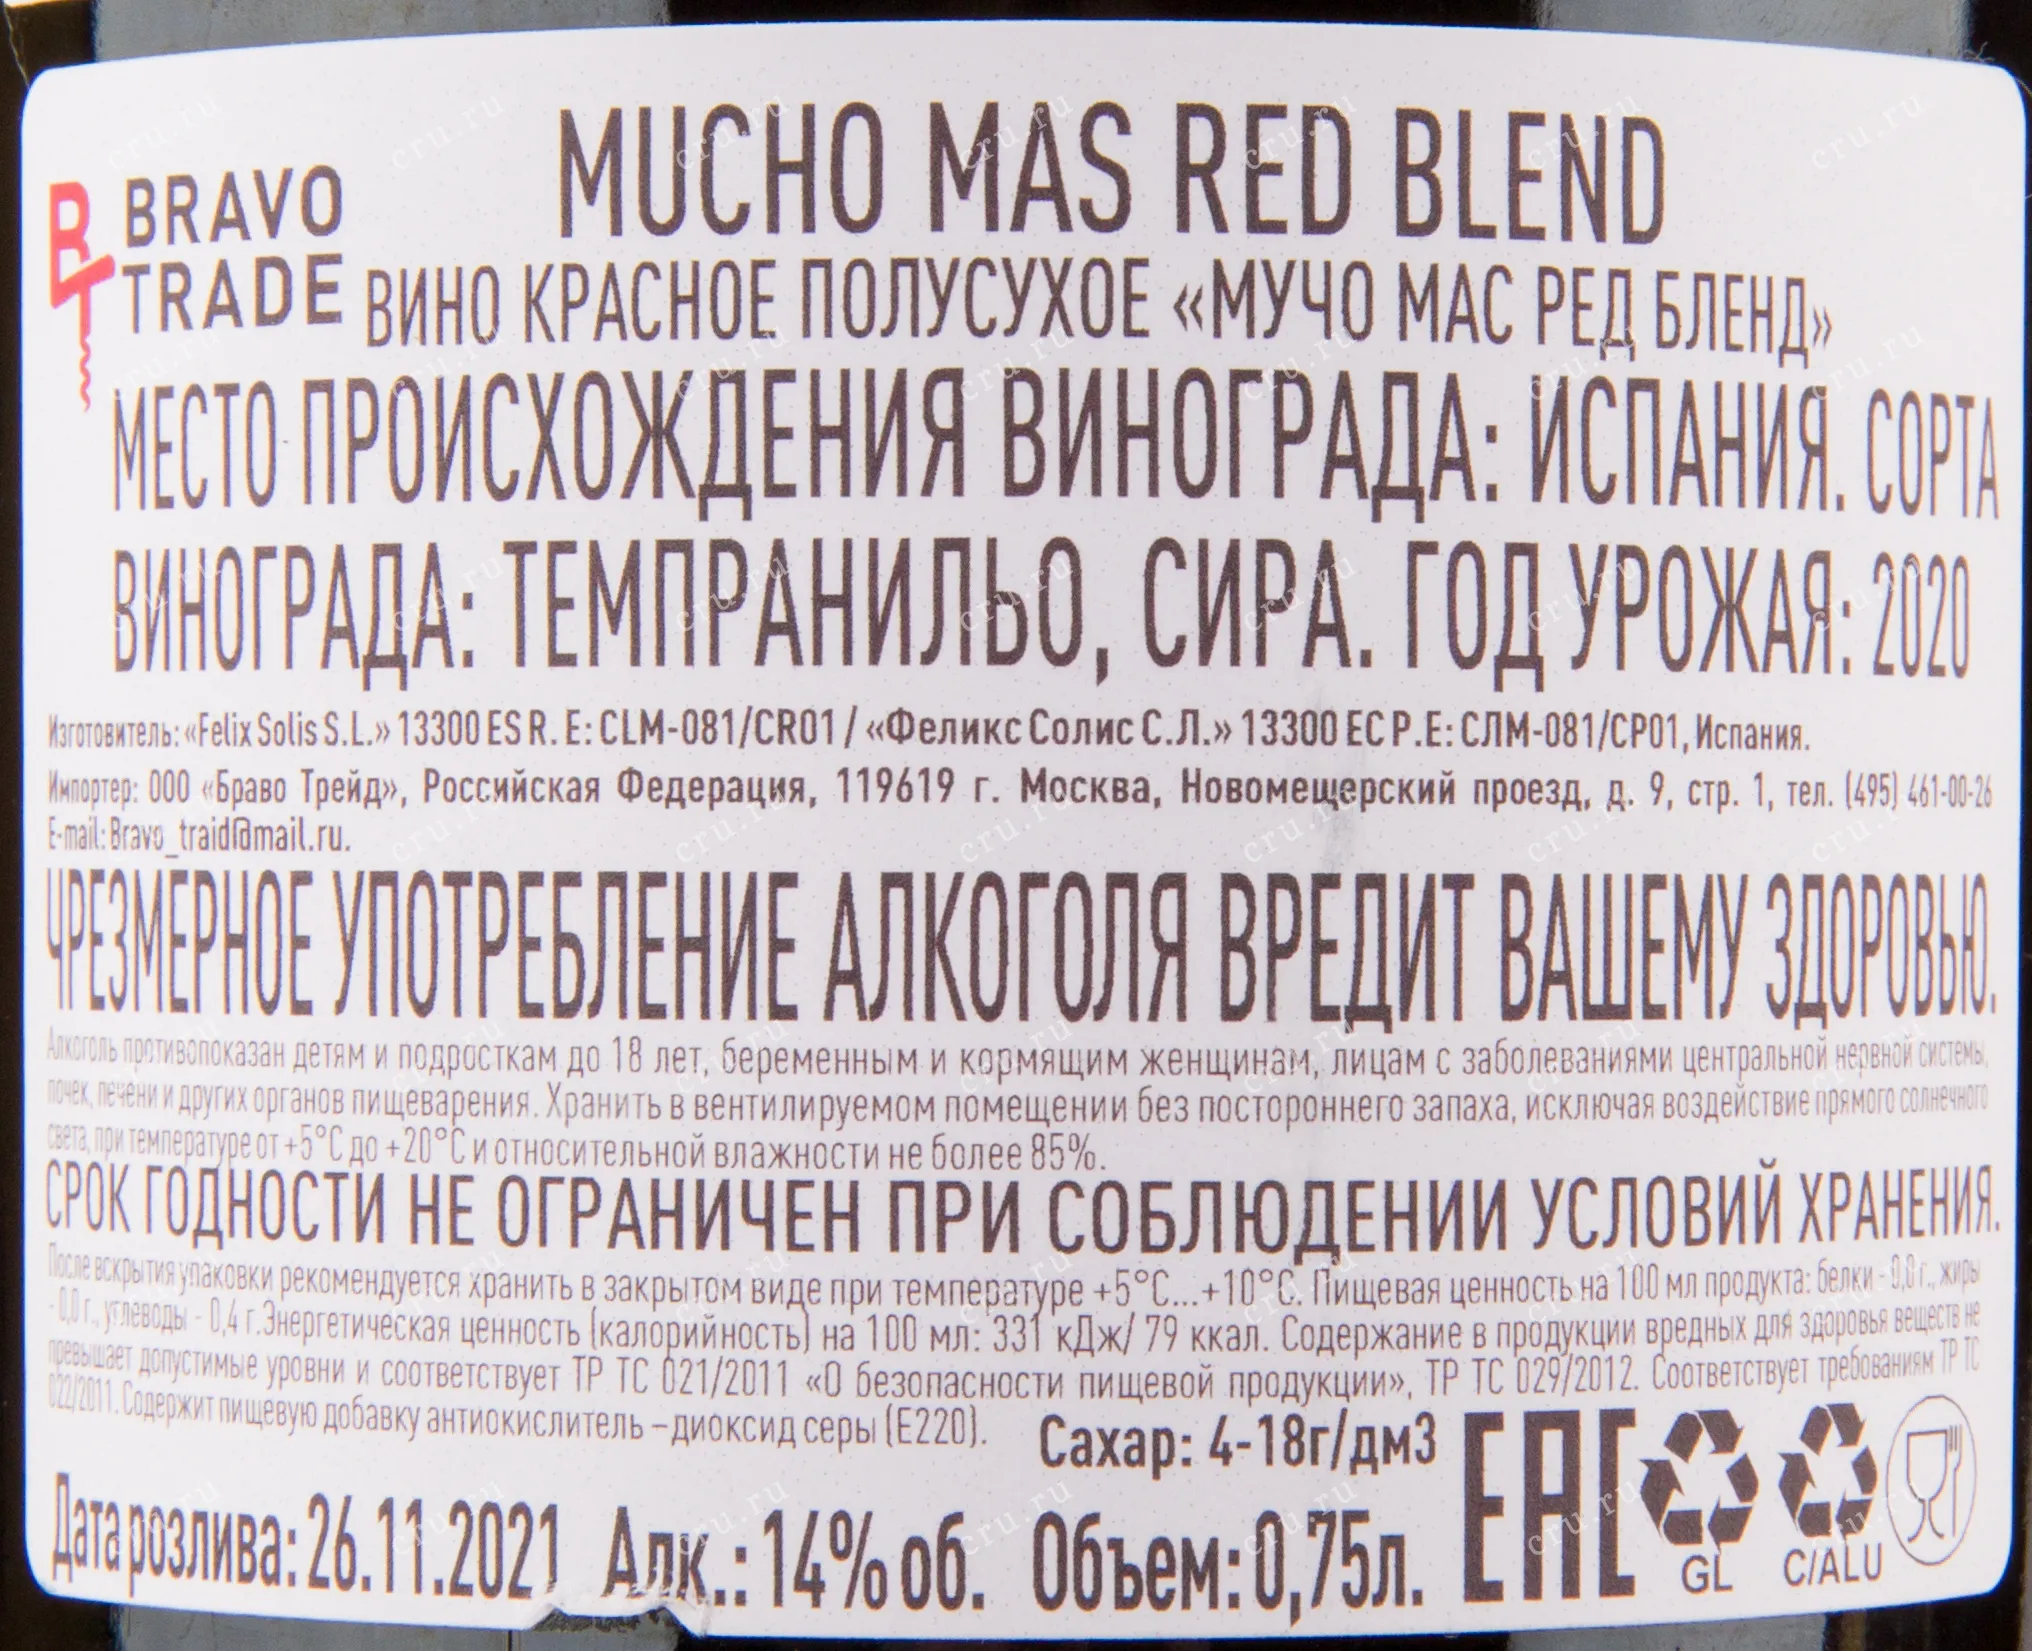 MUCHO MAS RED BLEND
BRAVO
TRADE
ВИНО КРАСНОЕ ПОЛУСУХОЕ «МУЧО МАС РЕД БЛЕНД»
МЕСТО ПРОИСХОЖДЕНИЯ ВИНОГРАДА: ИСПАНИЯ. СОРТА
ВИНОГРАДА: ТЕМПРАНИЛЬО, СИРА. ГОД УРОЖАЯ: 2020
Изготовитель: «Felix Solis S.L.» 13300 ES R. E: CLM-081/CR01 / «Феликс Солис С.Л.» 13300 ЕС Р.Е: СЛМ-081/СР01, Испания.
Импортер: ООО «Браво Трейд», Российская Федерация, 119619 г. Москва, Новомещерский проезд, д. 9, стр. 1, тел. (495) 461-00-26
E-mail: Bravo_traid@mail.ru.
ЧРЕЗМЕРНОЕ УПОТРЕБЛЕНИЕ АЛКОГОЛЯ ВРЕДИТ ВАШЕМУ ЗДОРОВЬЮ.
Алкоголь противопоказан детям и подросткам до 18 лет, беременным и кормящим женщинам, лицам с заболеваниями центральной нервной системы,
почек, печени и других органов пищеварения. Хранить в вентилируемом помещении без постороннего запаха, исключая воздействие прямого солнечного
света, при температуре от +5°С до +20°С и относительной влажности не более 85%.
СРОК ГОДНОСТИ НЕ ОГРАНИЧЕН ПРИ СОБЛЮДЕНИИ УСЛОВИЙ ХРАНЕНИЯ.
После вскрытия упаковки рекомендуется хранить в закрытом виде при температуре +5°С...+10°С. Пищевая ценность на 100 мл продукта: белки - 0,0 г., жиры
- 0,0 г., углеводы - 0,4 г. Энергетическая ценность (калорийность) на 100 мл: 331 кДж/ 79 ккал. Содержание в продукции вредных для здоровья веществ не
превышает допустимые уровни и соответствует ТР ТС 021/2011 «О безопасности пищевой продукции», ТР ТС 029/2012. Соответствует требованиям ТР ТС
022/2011. Содержит пищевую добавку антиокислитель – диоксид серы (Е220).
Сахар: 4-18г/дм3
Дата розлива: 26.11.2021 Алк.: 14% об. Объем: 0,75л.
EAC
GL
C/ALU
cru.ru